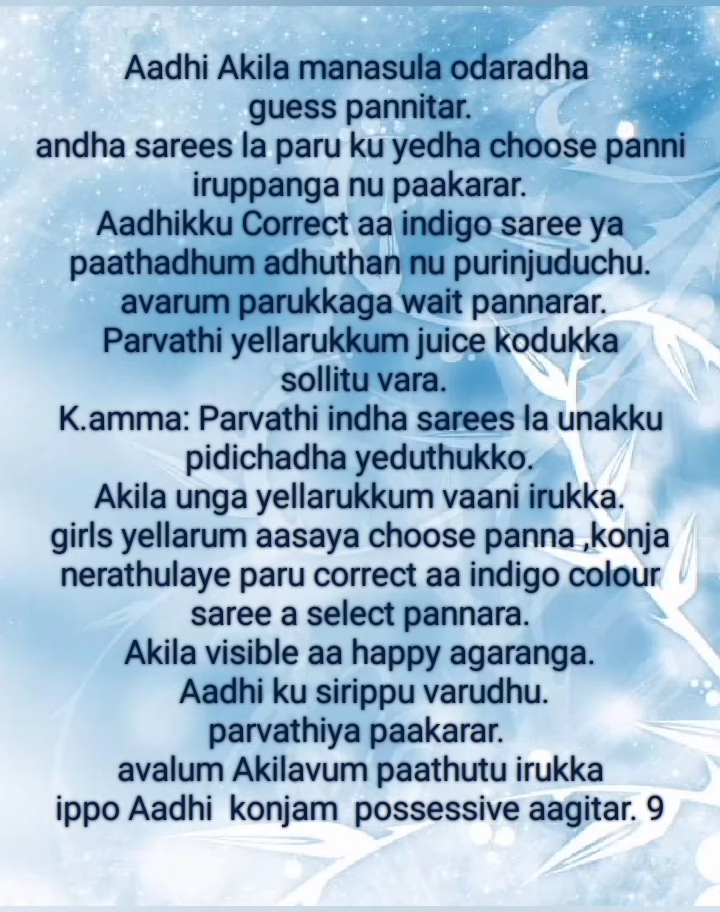 Aadhi Akila manasula odaradha
guess pannitar.
andha sarees la paru ku yedha choose panni
iruppanga nu paakarar.
Aadhikku Correct aa indigo saree ya
paathadhum adhuthan nu purinjuduchu.
avarum parukkaga wait pannarar.
Parvathi yellarukkum juice kodukka
sollitu vara.
K.amma: Parvathi indha sarees la unakku
pidichadha yeduthukko.
Akila unga yellarukkum vaani irukka.
girls yellarum aasaya choose panna ,konja
nerathulaye paru correct aa indigo colour
saree a select pannara.
Akila visible aa happy agaranga.
Aadhi ku sirippu varudhu.
parvathiya paakarar.
avalum Akilavum paathutu irukka
ippo Aadhi  konjam  possessive aagitar. 9